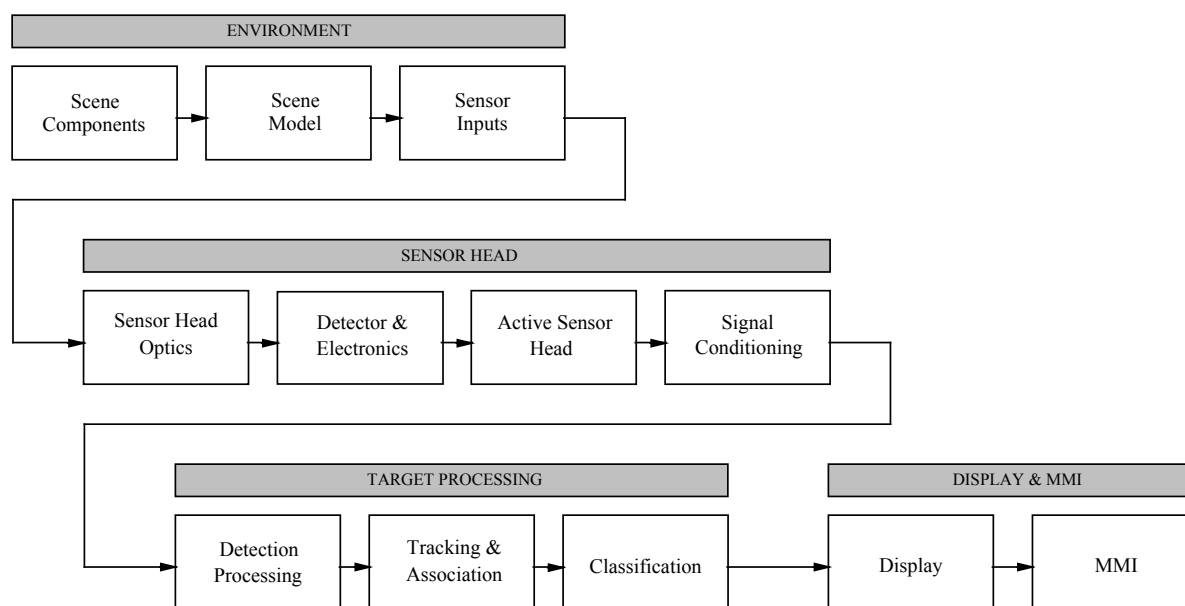 ENVIRONMENT
Scene
Components
Scene
Model
Sensor
Inputs
SENSOR HEAD
Sensor Head
Optics
Detector &
Electronics
Active Sensor
Head
Signal
Conditioning
TARGET PROCESSING
DISPLAY & MMI
Detection
Processing
Tracking &
Association
Classification
Display
MMI